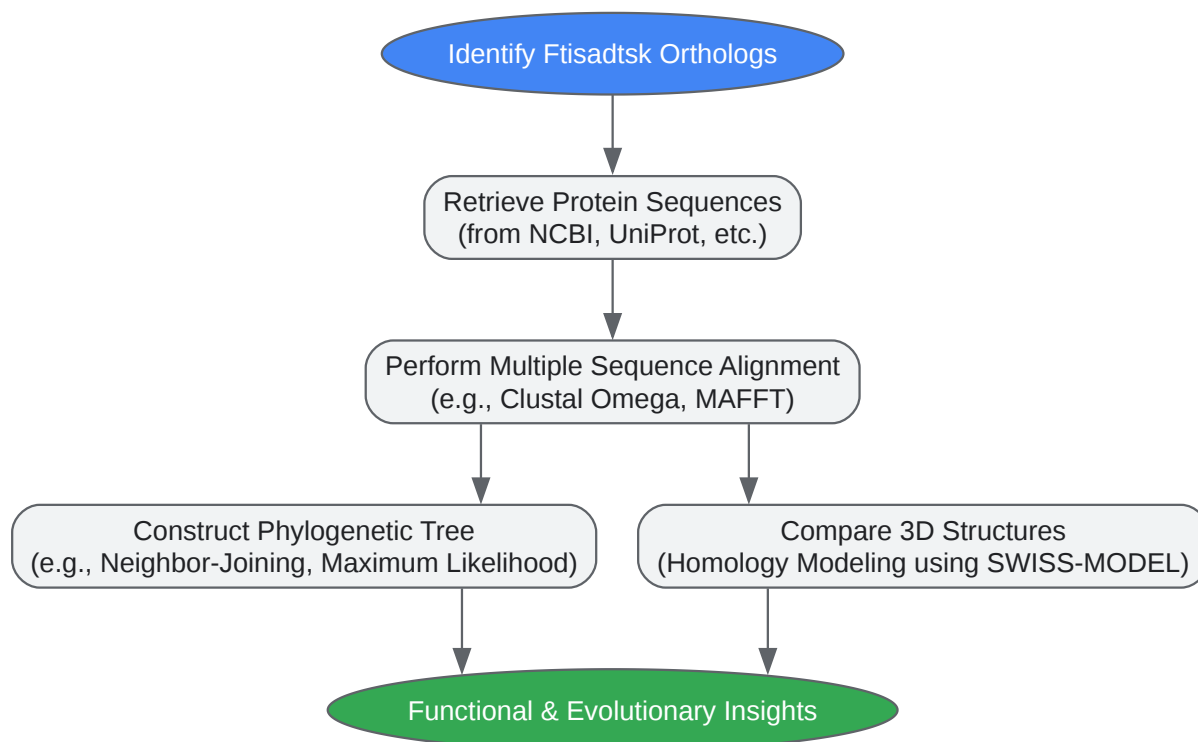 Identify Ftisadtsk Orthologs
Retrieve Protein Sequences
(from NCBI, UniProt, etc.)
Perform Multiple Sequence Alignment
(e.g., Clustal Omega, MAFFT)
Construct Phylogenetic Tree
(e.g., Neighbor-Joining, Maximum Likelihood)
Compare 3D Structures
(Homology Modeling using SWISS-MODEL)
Functional & Evolutionary Insights